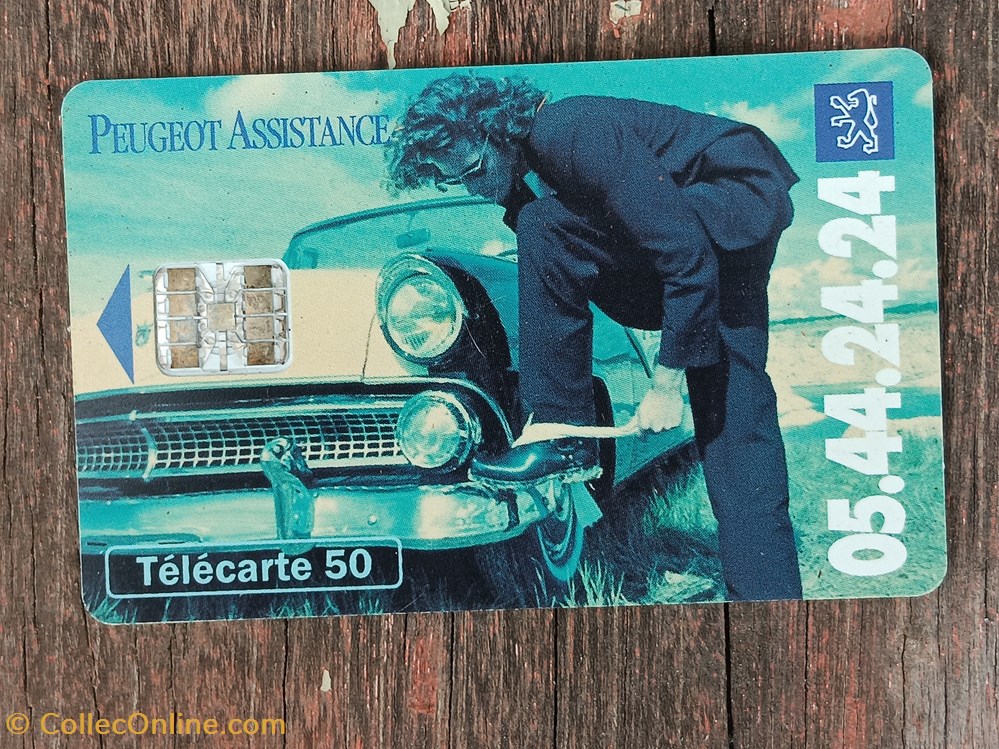 PEUGEOT ASSISTANCE
05.44.24.24
Télécarte 50
© CollecOnline.com